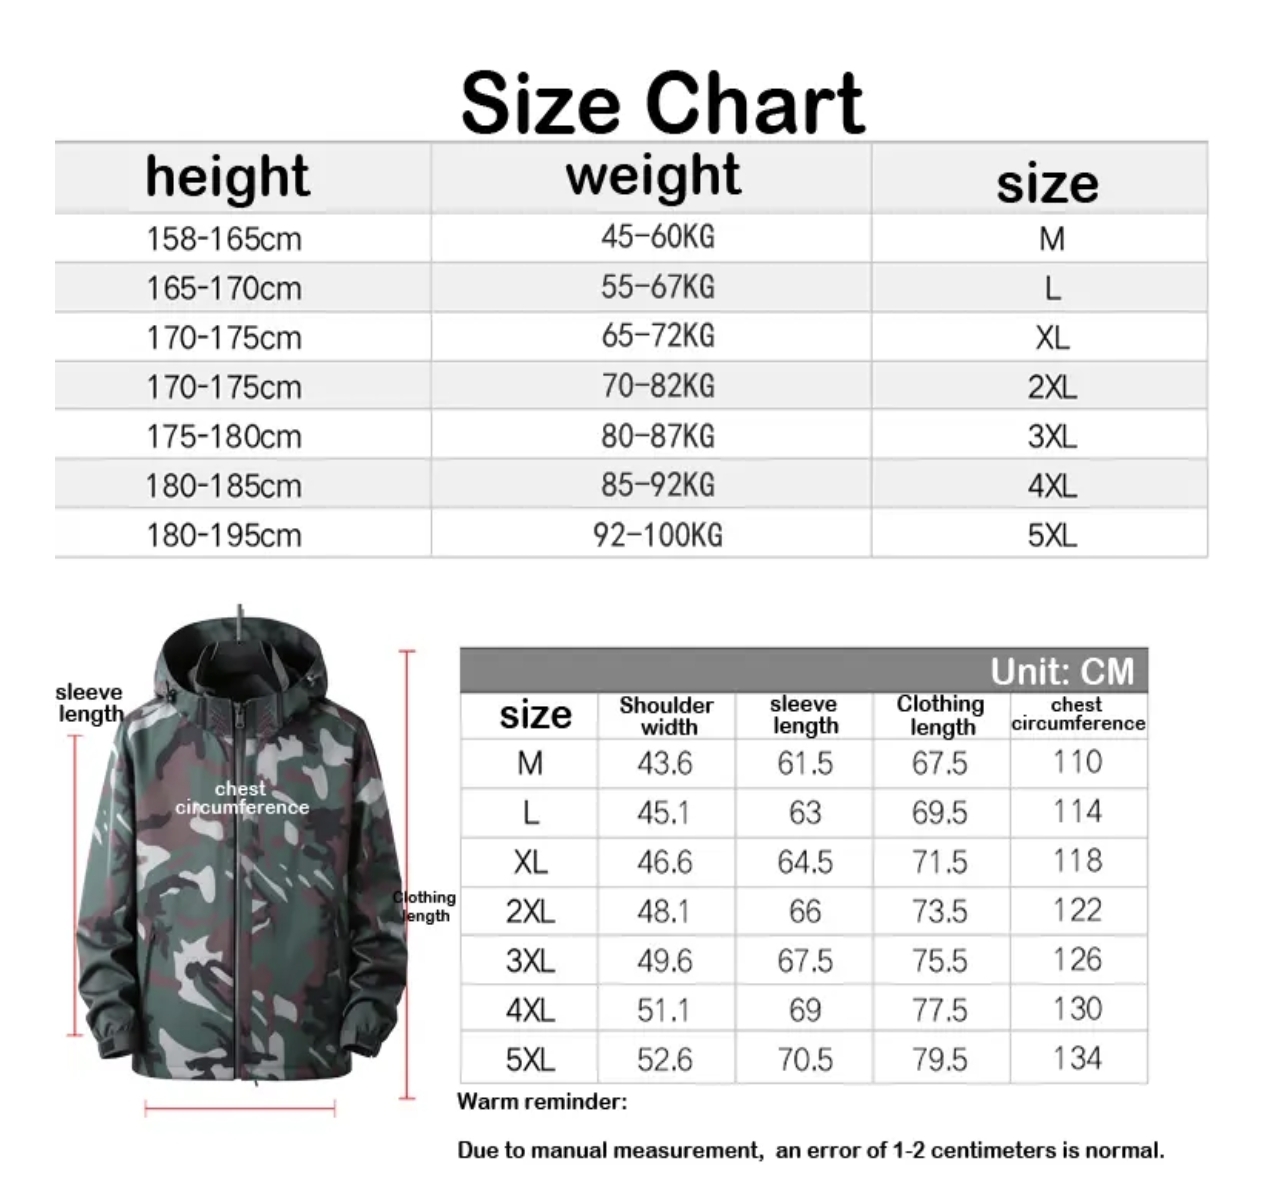 Size Chart
height weight size
158-165cm 45-60KG M
165-170cm 55-67KG L
170-175cm 65-72KG XL
170-175cm 70-82KG 2XL
175-180cm 80-87KG 3XL
180-185cm 85-92KG 4XL
180-195cm 92-100KG 5XL
sleeve
length
chest
circumference
Clothing
length
Unit: CM
size Shoulder width sleeve length Clothing length chest circumference
M 43.6 61.5 67.5 110
L 45.1 63 69.5 114
XL 46.6 64.5 71.5 118
2XL 48.1 66 73.5 122
3XL 49.6 67.5 75.5 126
4XL 51.1 69 77.5 130
5XL 52.6 70.5 79.5 134
Warm reminder:
Due to manual measurement, an error of 1-2 centimeters is normal.